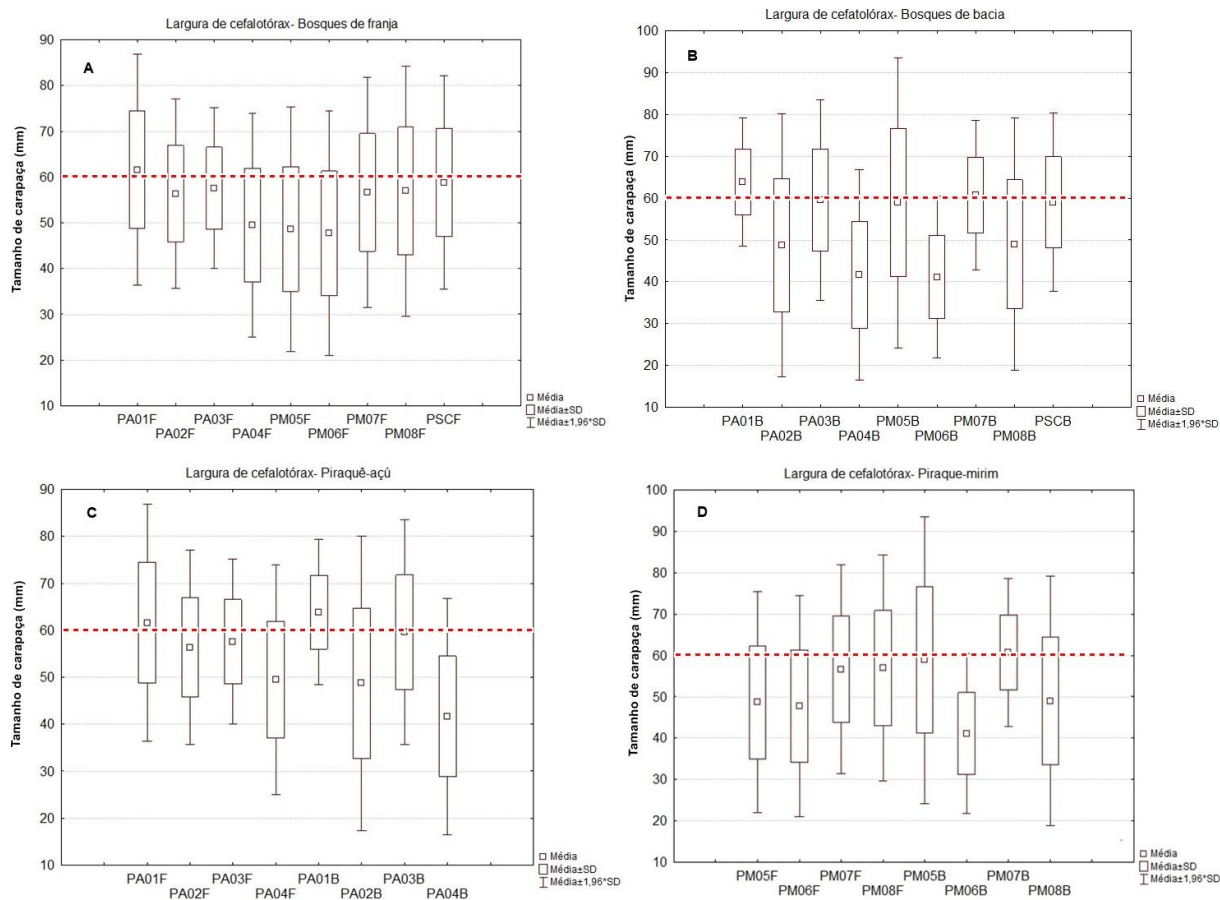 Largura de cefalotórax- Bosques de franja
A
Tamanho de carapaça (mm)
90
80
70
60
50
40
30
20
10
PA01F PA03F PM05F PM07F PSCF
PA02F PA04F PM06F PM08F
Média
Média±SD
Média±1,96*SD
Largura de cefatolórax- Bosques de bacia
B
Tamanho de carapaça (mm)
100
90
80
70
60
50
40
30
20
10
PA01B PA03B PM05B PM07B PSCB
PA02B PA04B PM06B PM08B
Média
Média±SD
Média±1,96*SD
Largura de cefalotórax- Piraquê-açú
C
Tamanho de carapaça (mm)
90
80
70
60
50
40
30
20
10
PA01F PA03F PA01B PA03B
PA02F PA04F PA02B PA04B
Média
Média±SD
Média±1,96*SD
Largura de cefalotórax- Piraque-mirim
D
Tamanho de carapaça (mm)
100
90
80
70
60
50
40
30
20
10
PM05F PM07F PM05B PM07B
PM06F PM08F PM06B PM08B
Média
Média±SD
Média±1,96*SD